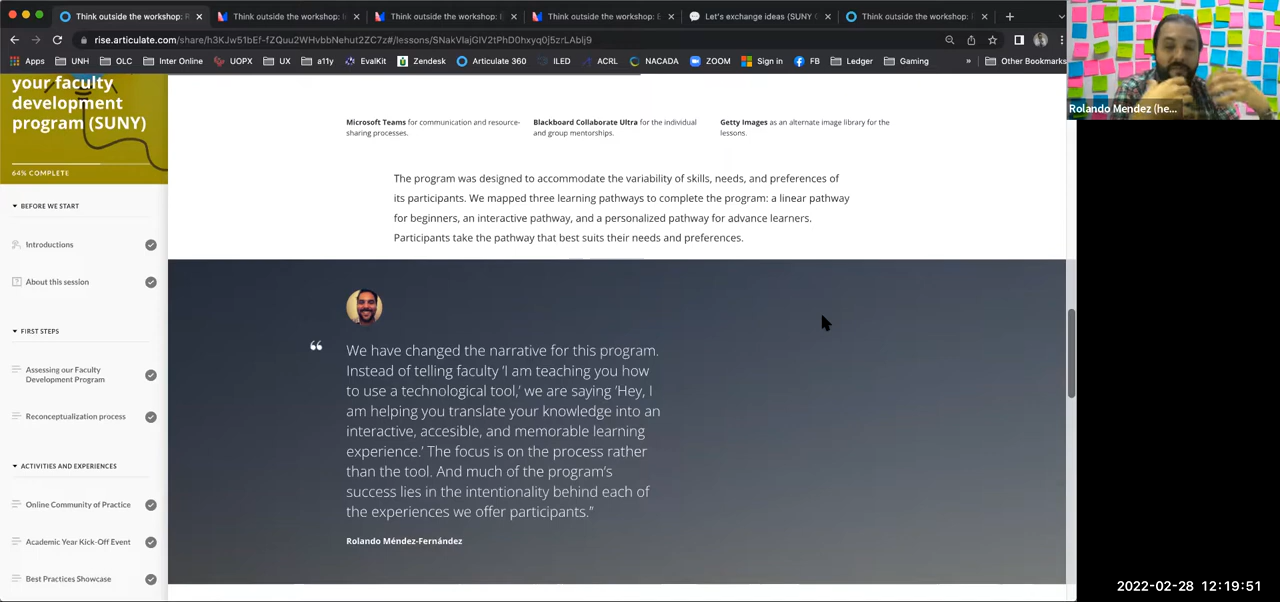 Think outside the workshop: R
Think outside the workshop: I
Think outside the workshop:
Think outside the workshop: E
Let's exchange ideas (SUNY C
Think outside the workshop:
rise.articulate.com/share/h3KJw51bEf-fZQuu2WHvbbNehut2ZC7z#/lessons/SNakVIajGIV2tPhD0hxyq0j5zrLAblj9
Apps
UNH
OLC
Inter Online
UOPX
UX
a11y
EvalKit
Zendesk
Articulate 360
ILED
ACRL
NACADA
ZOOM
Sign in
FB
Ledger
Gaming
»
Other Bookmarks
Rolando Mendez (he...
your faculty
development
program (SUNY)
64% COMPLETE
BEFORE WE START
Introductions
About this session
FIRST STEPS
Assessing our Faculty
Development Program
Reconceptualization process
ACTIVITIES AND EXPERIENCES
Online Community of Practice
Academic Year Kick-Off Event
Best Practices Showcase
Microsoft Teams for communication and resource-
sharing processes.
Blackboard Collaborate Ultra for the individual
and group mentorships.
Getty Images as an alternate image library for the
lessons.
The program was designed to accommodate the variability of skills, needs, and preferences of
its participants. We mapped three learning pathways to complete the program: a linear pathway
for beginners, an interactive pathway, and a personalized pathway for advance learners.
Participants take the pathway that best suits their needs and preferences.
“
We have changed the narrative for this program.
Instead of telling faculty ‘I am teaching you how
to use a technological tool,’ we are saying ‘Hey, I
am helping you translate your knowledge into an
interactive, accesible, and memorable learning
experience.’ The focus is on the process rather
than the tool. And much of the program’s
success lies in the intentionality behind each of
the experiences we offer participants.”
Rolando Méndez-Fernández
2022-02-28 12:19:51